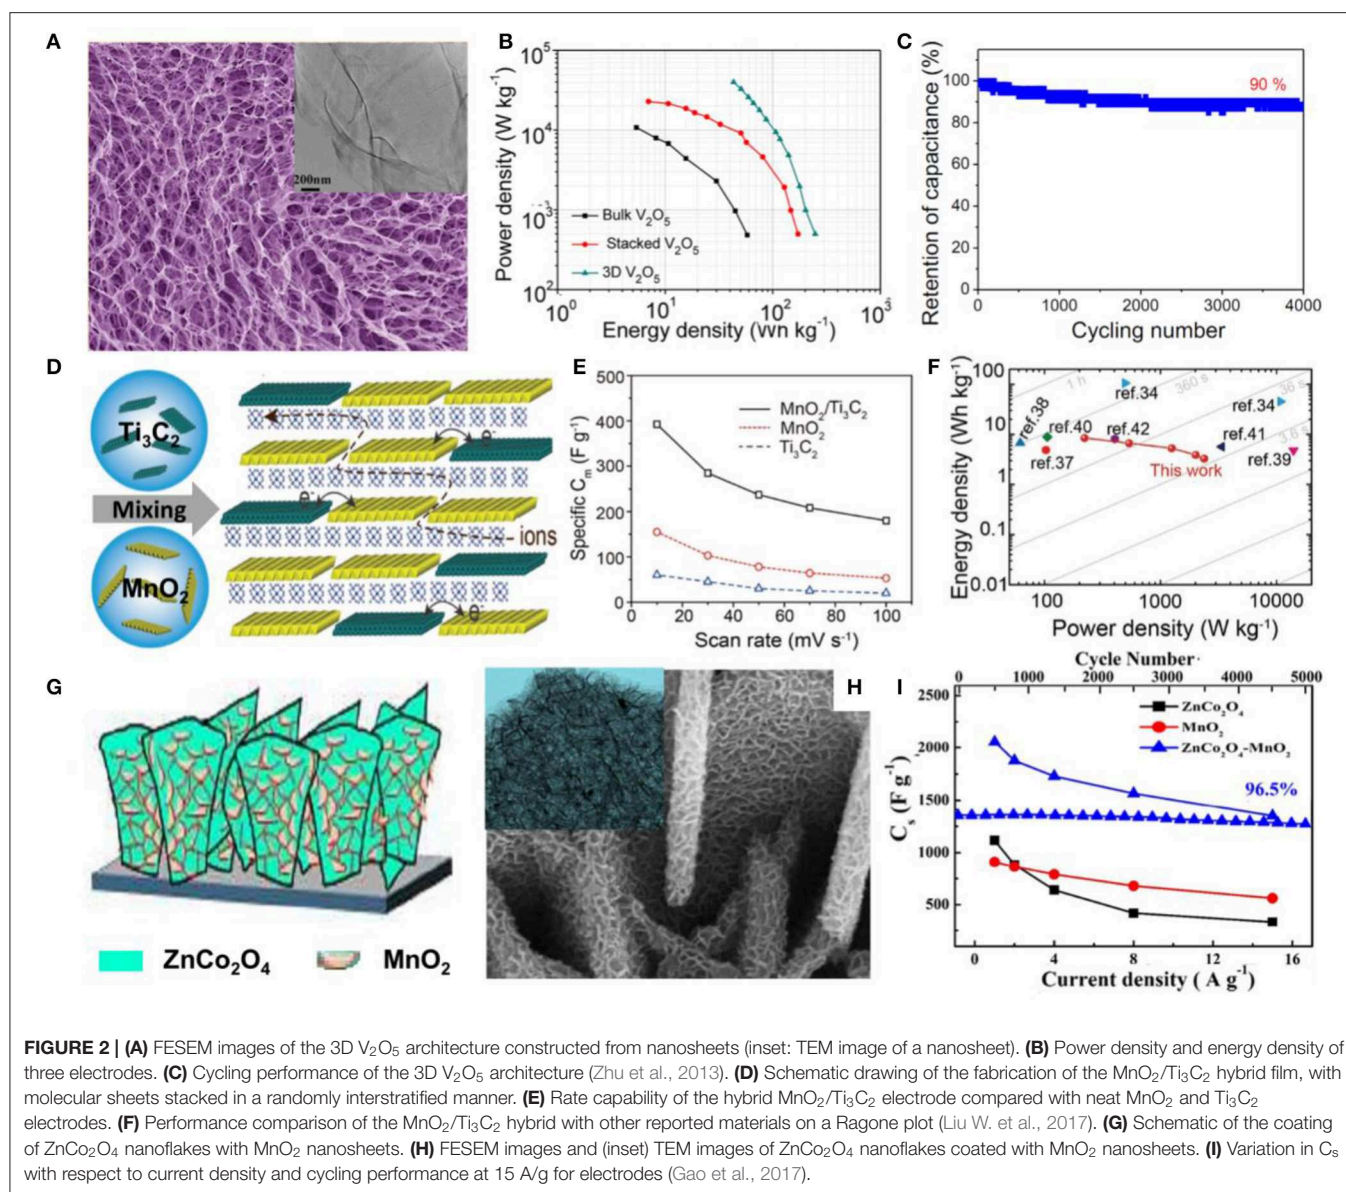 A
200nm
B
Power density (W kg⁻¹)
10⁵
10⁴
10³
10²
Bulk V₂O₅
Stacked V₂O₅
3D V₂O₅
10⁰ 10¹ 10² 10³
Energy density (Wh kg⁻¹)
C
Retention of capacitance (%)
100
80
60
40
20
0
90 %
0 1000 2000 3000 4000
Cycling number
D
Ti₃C₂
Mixing
MnO₂
e⁻
e⁻
ions
e⁻
E
Specific Cₘ (F g⁻¹)
500
400
300
200
100
0
MnO₂/Ti₃C₂
MnO₂
Ti₃C₂
0 20 40 60 80 100
Scan rate (mV s⁻¹)
F
Energy density (Wh kg⁻¹)
100
10
1
0.1
0.01
1 h
360 s
36 s
3.6 s
ref.38
ref.40
ref.37
ref.42
ref.34
ref.34
ref.41
ref.39
This work
100 1000 10000
Power density (W kg⁻¹)
G
ZnCo₂O₄
MnO₂
H
I
Cycle Number
0 1000 2000 3000 4000 5000
Cₛ (F g⁻¹)
2500
2000
1500
1000
500
ZnCo₂O₄
MnO₂
ZnCo₂O₄-MnO₂
96.5%
0 4 8 12 16
Current density ( A g⁻¹)
FIGURE 2 | (A) FESEM images of the 3D V₂O₅ architecture constructed from nanosheets (inset: TEM image of a nanosheet). (B) Power density and energy density of
three electrodes. (C) Cycling performance of the 3D V₂O₅ architecture (Zhu et al., 2013). (D) Schematic drawing of the fabrication of the MnO₂/Ti₃C₂ hybrid film, with
molecular sheets stacked in a randomly interstratified manner. (E) Rate capability of the hybrid MnO₂/Ti₃C₂ electrode compared with neat MnO₂ and Ti₃C₂
electrodes. (F) Performance comparison of the MnO₂/Ti₃C₂ hybrid with other reported materials on a Ragone plot (Liu W. et al., 2017). (G) Schematic of the coating
of ZnCo₂O₄ nanoflakes with MnO₂ nanosheets. (H) FESEM images and (inset) TEM images of ZnCo₂O₄ nanoflakes coated with MnO₂ nanosheets. (I) Variation in Cₛ
with respect to current density and cycling performance at 15 A/g for electrodes (Gao et al., 2017).